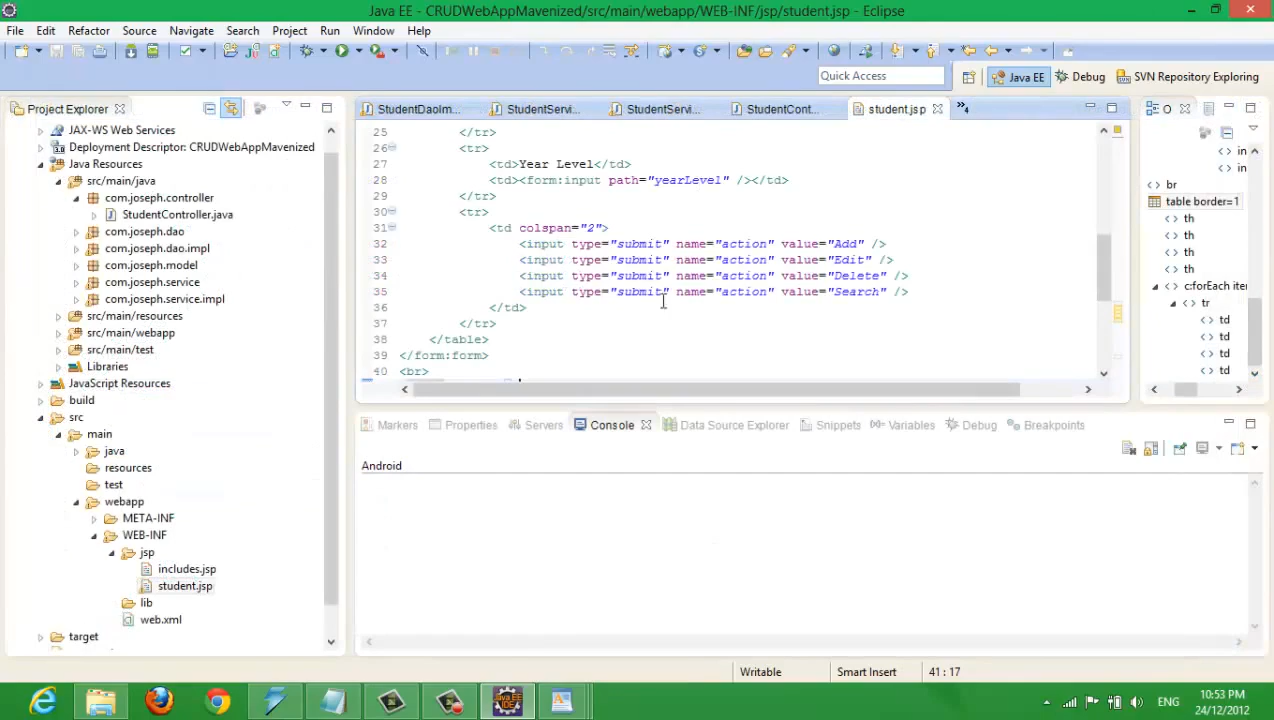 Java EE - CRUDWebAppMavenized/src/main/webapp/WEB-INF/jsp/student.jsp - Eclipse
File Edit Refactor Source Navigate Search Project Run Window Help
Quick Access
Java EE
Debug
SVN Repository Exploring
Project Explorer
JAX-WS Web Services
Deployment Descriptor: CRUDWebAppMavenized
Java Resources
src/main/java
com.joseph.controller
StudentController.java
com.joseph.dao
com.joseph.dao.impl
com.joseph.model
com.joseph.service
com.joseph.service.impl
src/main/resources
src/main/webapp
src/main/test
Libraries
JavaScript Resources
build
src
main
java
resources
test
webapp
META-INF
WEB-INF
jsp
includes.jsp
student.jsp
lib
web.xml
target
StudentDaoIm... StudentServi... StudentServi... StudentCont... student.jsp »4
25 </tr>
26 <tr>
27 <td>Year Level</td>
28 <td><form:input path="yearLevel" /></td>
29 </tr>
30 <tr>
31 <td colspan="2">
32 <input type="submit" name="action" value="Add" />
33 <input type="submit" name="action" value="Edit" />
34 <input type="submit" name="action" value="Delete" />
35 <input type="submit" name="action" value="Search" />
36 </td>
37 </tr>
38 </table>
39 </form:form>
40 <br>
O
in
in
br
table border=1
th
th
th
th
c:forEach iter
tr
td
td
td
td
Markers Properties Servers Console Data Source Explorer Snippets Variables Debug Breakpoints
Android
Writable
Smart Insert
41 : 17
Java EE
IDE
ENG
10:53 PM
24/12/2012